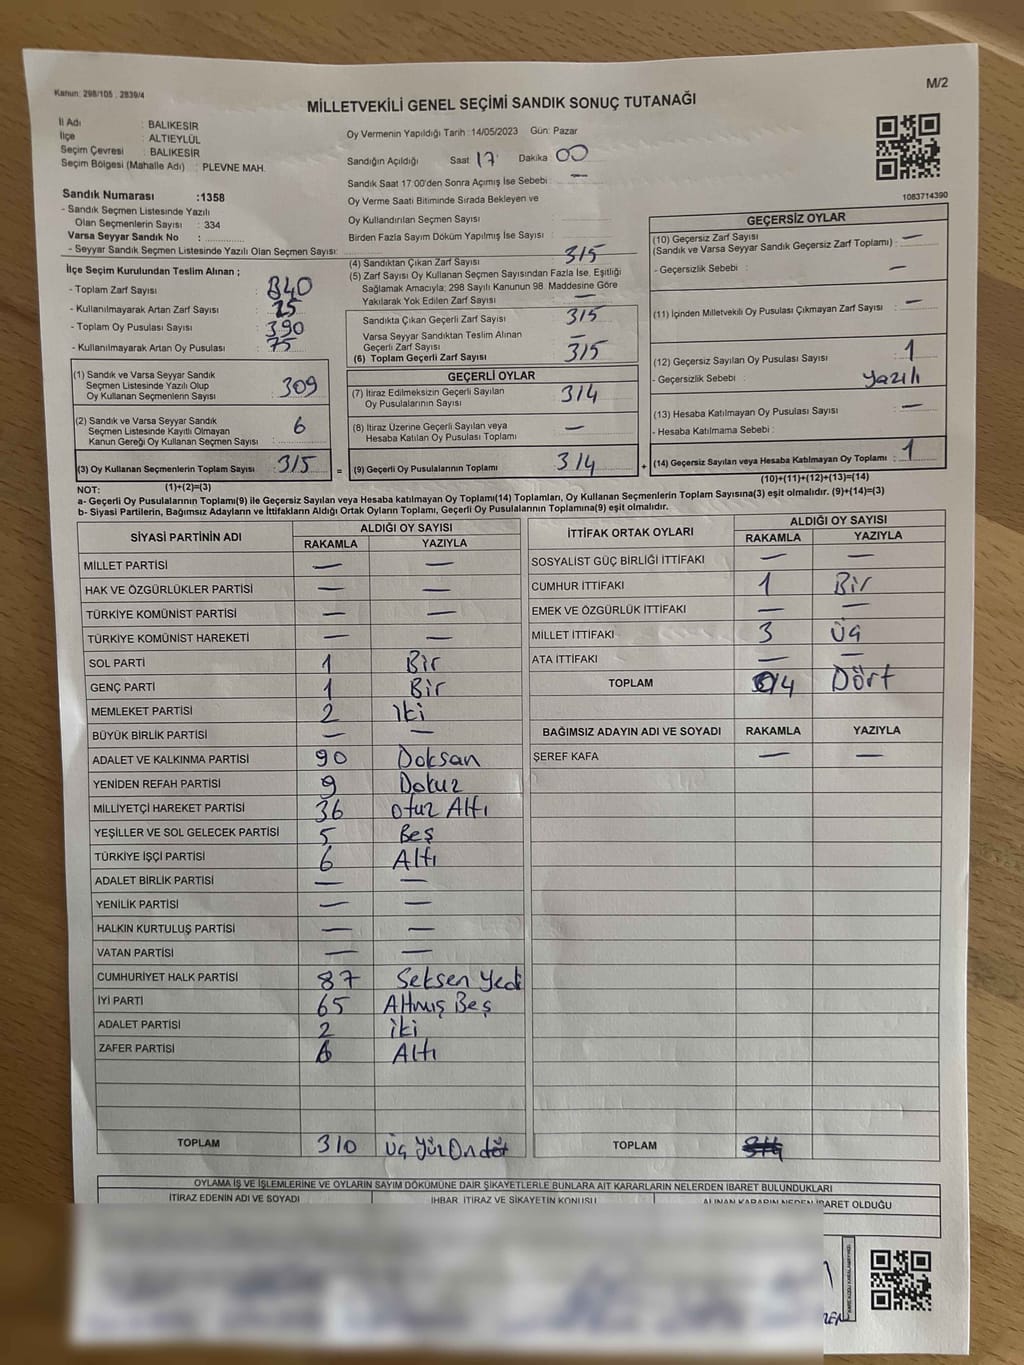 Kanun: 298/105 , 2839/4
M/2
MİLLETVEKİLİ GENEL SEÇİMİ SANDIK SONUÇ TUTANAĞI
İl Adı : BALIKESİR
İlçe : ALTIEYLÜL
Seçim Çevresi : BALIKESİR
Seçim Bölgesi (Mahalle Adı) : PLEVNE MAH.
Oy Vermenin Yapıldığı Tarih :14/05/2023 Gün: Pazar
Sandığın Açıldığı Saat 17 Dakika 00
Sandık Saat 17.00'den Sonra Açımış İse Sebebi: —
Oy Verme Saati Bitiminde Sırada Bekleyen ve
Oy Kullandırılan Seçmen Sayısı
Birden Fazla Sayım Döküm Yapılmış İse Sayısı :
1083714390
Sandık Numarası :1358
- Sandık Seçmen Listesinde Yazılı
Olan Seçmenlerin Sayısı : 334
Varsa Seyyar Sandık No :
- Seyyar Sandık Seçmen Listesinde Yazılı Olan Seçmen Sayısı:
İlçe Seçim Kurulundan Teslim Alınan ;
- Toplam Zarf Sayısı : 340
- Kullanılmayarak Artan Zarf Sayısı : 25
- Toplam Oy Pusulası Sayısı : 390
- Kullanılmayarak Artan Oy Pusulası : 75
(1) Sandık ve Varsa Seyyar Sandık
Seçmen Listesinde Yazılı Olup
Oy Kullanan Seçmenlerin Sayısı : 309
(2) Sandık ve Varsa Seyyar Sandık
Seçmen Listesinde Kayıtlı Olmayan
Kanun Gereği Oy Kullanan Seçmen Sayısı : 6
(3) Oy Kullanan Seçmenlerin Toplam Sayısı : 315
(1)+(2)=(3)
(4) Sandıktan Çıkan Zarf Sayısı : 315
(5) Zarf Sayısı Oy Kullanan Seçmen Sayısından Fazla İse, Eşitliği
Sağlamak Amacıyla; 298 Sayılı Kanunun 98. Maddesine Göre
Yakılarak Yok Edilen Zarf Sayısı : —
Sandıkta Çıkan Geçerli Zarf Sayısı : 315
Varsa Seyyar Sandıktan Teslim Alınan
Geçerli Zarf Sayısı : —
(6) Toplam Geçerli Zarf Sayısı : 315
GEÇERLİ OYLAR
(7) İtiraz Edilmeksizin Geçerli Sayılan
Oy Pusulalarının Sayısı : 314
(8) İtiraz Üzerine Geçerli Sayılan veya
Hesaba Katılan Oy Pusulası Toplamı : —
= (9) Geçerli Oy Pusulalarının Toplamı : 314
GEÇERSİZ OYLAR
(10) Geçersiz Zarf Sayısı
(Sandık ve Varsa Seyyar Sandık Geçersiz Zarf Toplamı) : —
- Geçersizlik Sebebi : —
(11) İçinden Milletvekili Oy Pusulası Çıkmayan Zarf Sayısı : —
(12) Geçersiz Sayılan Oy Pusulası Sayısı : 1
- Geçersizlik Sebebi : Yazılı
(13) Hesaba Katılmayan Oy Pusulası Sayısı : —
- Hesaba Katılmama Sebebi :
+ (14) Geçersiz Sayılan veya Hesaba Katılmayan Oy Toplamı : 1
(10)+(11)+(12)+(13)=(14)
NOT:
a- Geçerli Oy Pusulalarının Toplamı(9) ile Geçersiz Sayılan veya Hesaba katılmayan Oy Toplamı(14) Toplamları, Oy Kullanan Seçmenlerin Toplam Sayısına(3) eşit olmalıdır. (9)+(14)=(3)
b- Siyasi Partilerin, Bağımsız Adayların ve İttifakların Aldığı Ortak Oyların Toplamı, Geçerli Oy Pusulalarının Toplamına(9) eşit olmalıdır.
SİYASİ PARTİNİN ADI ALDIĞI OY SAYISI
RAKAMLA YAZIYLA
MİLLET PARTİSİ — —
HAK VE ÖZGÜRLÜKLER PARTİSİ — —
TÜRKİYE KOMÜNİST PARTİSİ — —
TÜRKİYE KOMÜNİST HAREKETİ — —
SOL PARTİ 1 Bir
GENÇ PARTİ 1 Bir
MEMLEKET PARTİSİ 2 iki
BÜYÜK BİRLİK PARTİSİ — —
ADALET VE KALKINMA PARTİSİ 90 Doksan
YENİDEN REFAH PARTİSİ 9 Dokuz
MİLLİYETÇİ HAREKET PARTİSİ 36 otuz Altı
YEŞİLLER VE SOL GELECEK PARTİSİ 5 Beş
TÜRKİYE İŞÇİ PARTİSİ 6 Altı
ADALET BİRLİK PARTİSİ — —
YENİLİK PARTİSİ — —
HALKIN KURTULUŞ PARTİSİ — —
VATAN PARTİSİ — —
CUMHURİYET HALK PARTİSİ 87 Seksen Yedi
İYİ PARTİ 65 Altmış Beş
ADALET PARTİSİ 2 iki
ZAFER PARTİSİ 6 Altı
TOPLAM 310 Üç Yüz On
İTTİFAK ORTAK OYLARI ALDIĞI OY SAYISI
RAKAMLA YAZIYLA
SOSYALİST GÜÇ BİRLİĞİ İTTİFAKI — —
CUMHUR İTTİFAKI 1 Bir
EMEK VE ÖZGÜRLÜK İTTİFAKI — —
MİLLET İTTİFAKI 3 Üç
ATA İTTİFAKI — —
TOPLAM 4 Dört
BAĞIMSIZ ADAYIN ADI VE SOYADI RAKAMLA YAZIYLA
ŞEREF KAFA — —
TOPLAM
OYLAMA İŞ VE İŞLEMLERİNE VE OYLARIN SAYIM DÖKÜMÜNE DAİR ŞİKAYETLERLE BUNLARA AİT KARARLARIN NELERDEN İBARET BULUNDUKLARI
İTİRAZ EDENİN ADI VE SOYADI İHBAR, İTİRAZ VE ŞİKAYETİN KONUSU ALINAN KARARIN NEDEN İBARET OLDUĞU